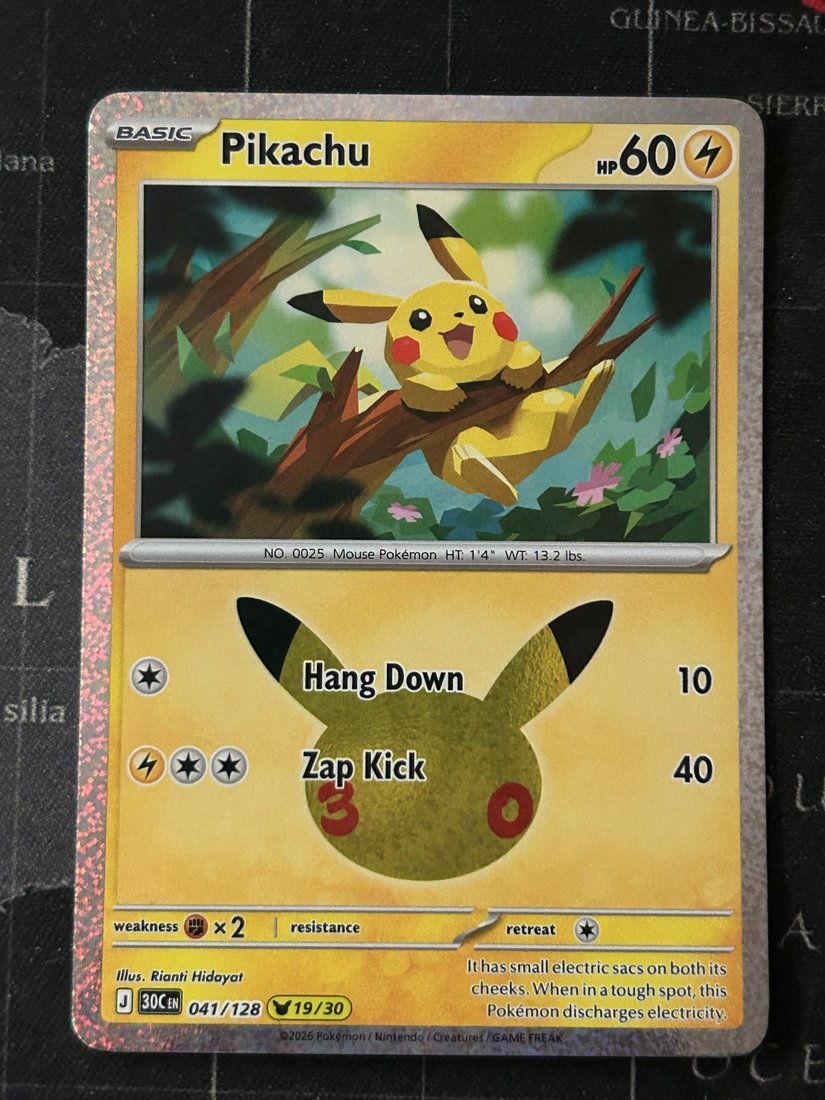 GUINEA-BISSAU
SIERR
BASIC
Pikachu
HP 60
NO. 0025 Mouse Pokémon HT: 1'4" WT: 13.2 lbs.
L
silia
Hang Down 10
Zap Kick 40
3 0
weakness ×2 resistance retreat
Illus. Rianti Hidayat
It has small electric sacs on both its
cheeks. When in a tough spot, this
Pokémon discharges electricity.
J 30C EN 041/128 19/30
©2026 Pokémon / Nintendo / Creatures / GAME FREAK